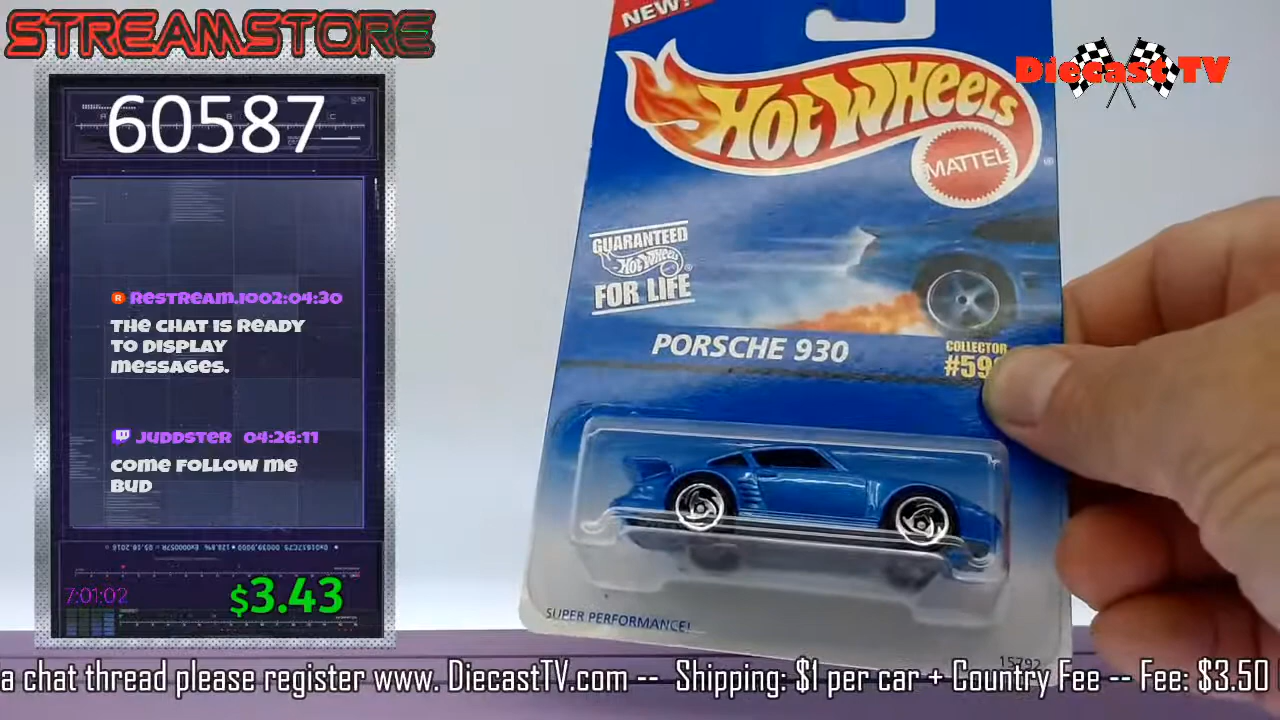 STREAMSTORE
60587
Restream.io 02:04:30
The chat is ready
to display
messages.
Juddster 04:26:11
Come follow me
bud
7:01:02
$3.43
NEW!
HOT WHEELS
MATTEL
Diecast TV
GUARANTEED
Hot Wheels
FOR LIFE
PORSCHE 930
COLLECTOR
#59
SUPER PERFORMANCE!
15792
a chat thread please register www. DiecastTV.com -- Shipping: $1 per car + Country Fee -- Fee: $3.50